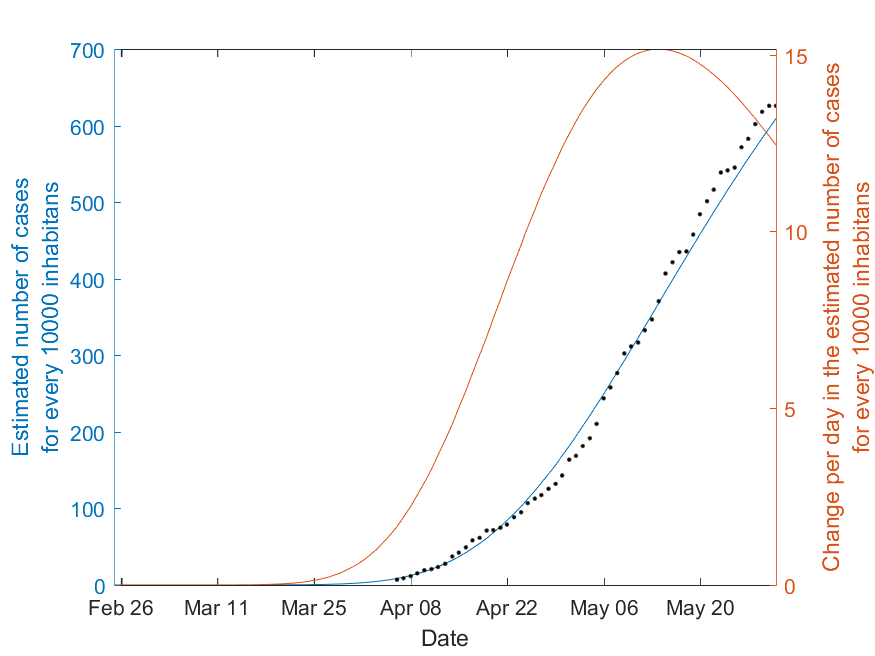 700
600
500
400
300
200
100
0
Estimated number of cases
for every 10000 inhabitans
15
10
5
0
Change per day in the estimated number of cases
for every 10000 inhabitans
Feb 26 Mar 11 Mar 25 Apr 08 Apr 22 May 06 May 20
Date